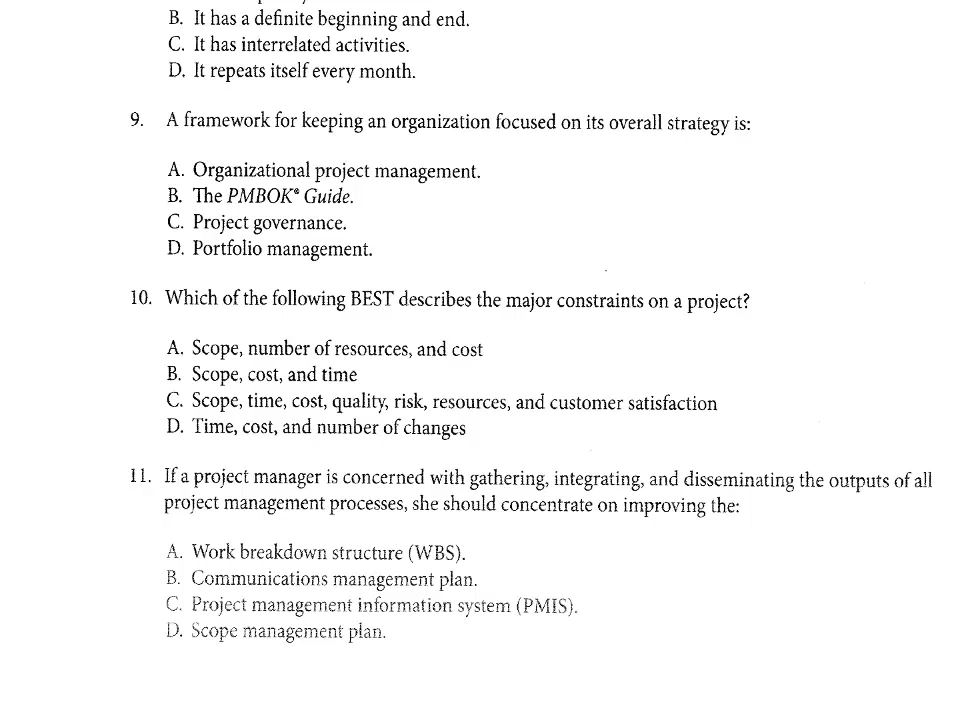 B. It has a definite beginning and end.
C. It has interrelated activities.
D. It repeats itself every month.
9. A framework for keeping an organization focused on its overall strategy is:
A. Organizational project management.
B. The PMBOK® Guide.
C. Project governance.
D. Portfolio management.
10. Which of the following BEST describes the major constraints on a project?
A. Scope, number of resources, and cost
B. Scope, cost, and time
C. Scope, time, cost, quality, risk, resources, and customer satisfaction
D. Time, cost, and number of changes
11. If a project manager is concerned with gathering, integrating, and disseminating the outputs of all
project management processes, she should concentrate on improving the:
A. Work breakdown structure (WBS).
B. Communications management plan.
C. Project management information system (PMIS).
D. Scope management plan.